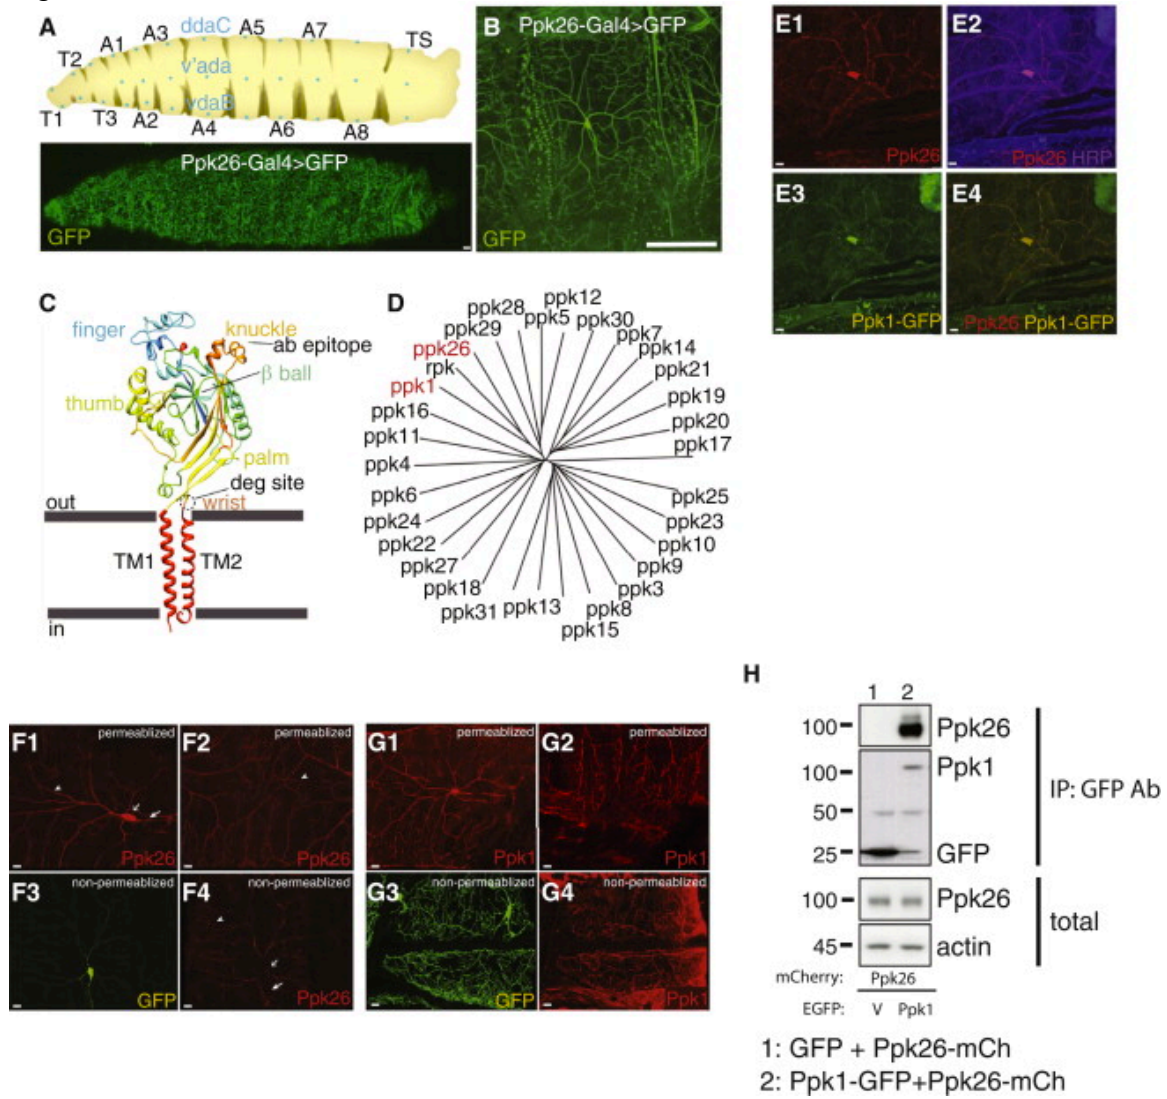 A
ddaC
A3
A5
A7
TS
A1
T2
v'ada
vdaB
T1
T3
A2
A4
A6
A8
Ppk26-Gal4>GFP
GFP
B
Ppk26-Gal4>GFP
GFP
E1
Ppk26
E2
Ppk26 HRP
E3
Ppk1-GFP
E4
Ppk26 Ppk1-GFP
C
finger
knuckle
ab epitope
β ball
thumb
palm
deg site
out
wrist
TM1
TM2
in
D
ppk12
ppk28
ppk5
ppk30
ppk29
ppk7
ppk26
ppk14
rpk
ppk21
ppk1
ppk19
ppk16
ppk20
ppk11
ppk17
ppk4
ppk6
ppk25
ppk24
ppk23
ppk22
ppk10
ppk27
ppk9
ppk18
ppk3
ppk31
ppk13
ppk8
ppk15
F1
permeablized
Ppk26
F2
permeablized
Ppk26
F3
non-permeablized
GFP
F4
non-permeablized
Ppk26
G1
permeablized
Ppk1
G2
permeablized
Ppk1
G3
non-permeablized
GFP
G4
non-permeablized
Ppk1
H
1 2
100 Ppk26
100 Ppk1
50
25 GFP
IP: GFP Ab
100 Ppk26
45 actin
total
mCherry: Ppk26
EGFP: V Ppk1
1: GFP + Ppk26-mCh
2: Ppk1-GFP+Ppk26-mCh